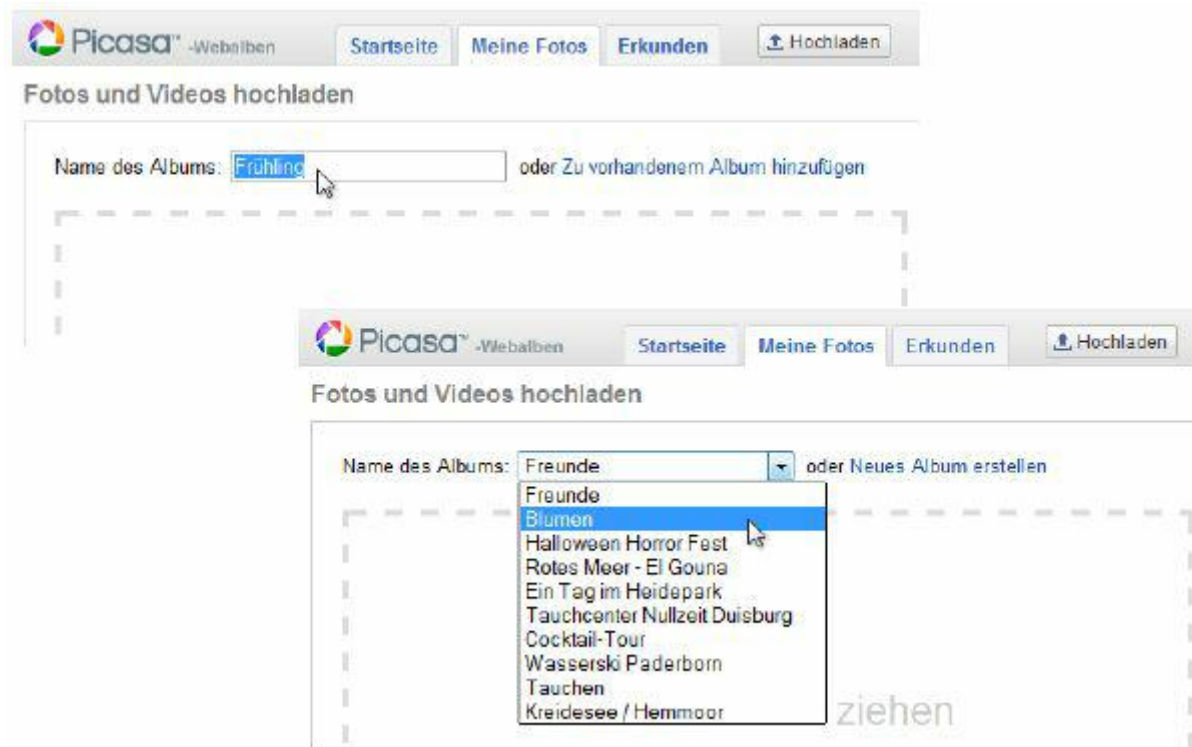 Picasa™ -Webalben Startseite Meine Fotos Erkunden Hochladen
Fotos und Videos hochladen
Name des Albums: Frühling oder Zu vorhandenem Album hinzufügen
Picasa™ -Webalben Startseite Meine Fotos Erkunden Hochladen
Fotos und Videos hochladen
Name des Albums: Freunde oder Neues Album erstellen
Freunde
Blumen
Halloween Horror Fest
Rotes Meer - El Gouna
Ein Tag im Heidepark
Tauchcenter Nullzeit Duisburg
Cocktail-Tour
Wasserski Paderborn
Tauchen
Kreidesee / Hemmoor
ziehen